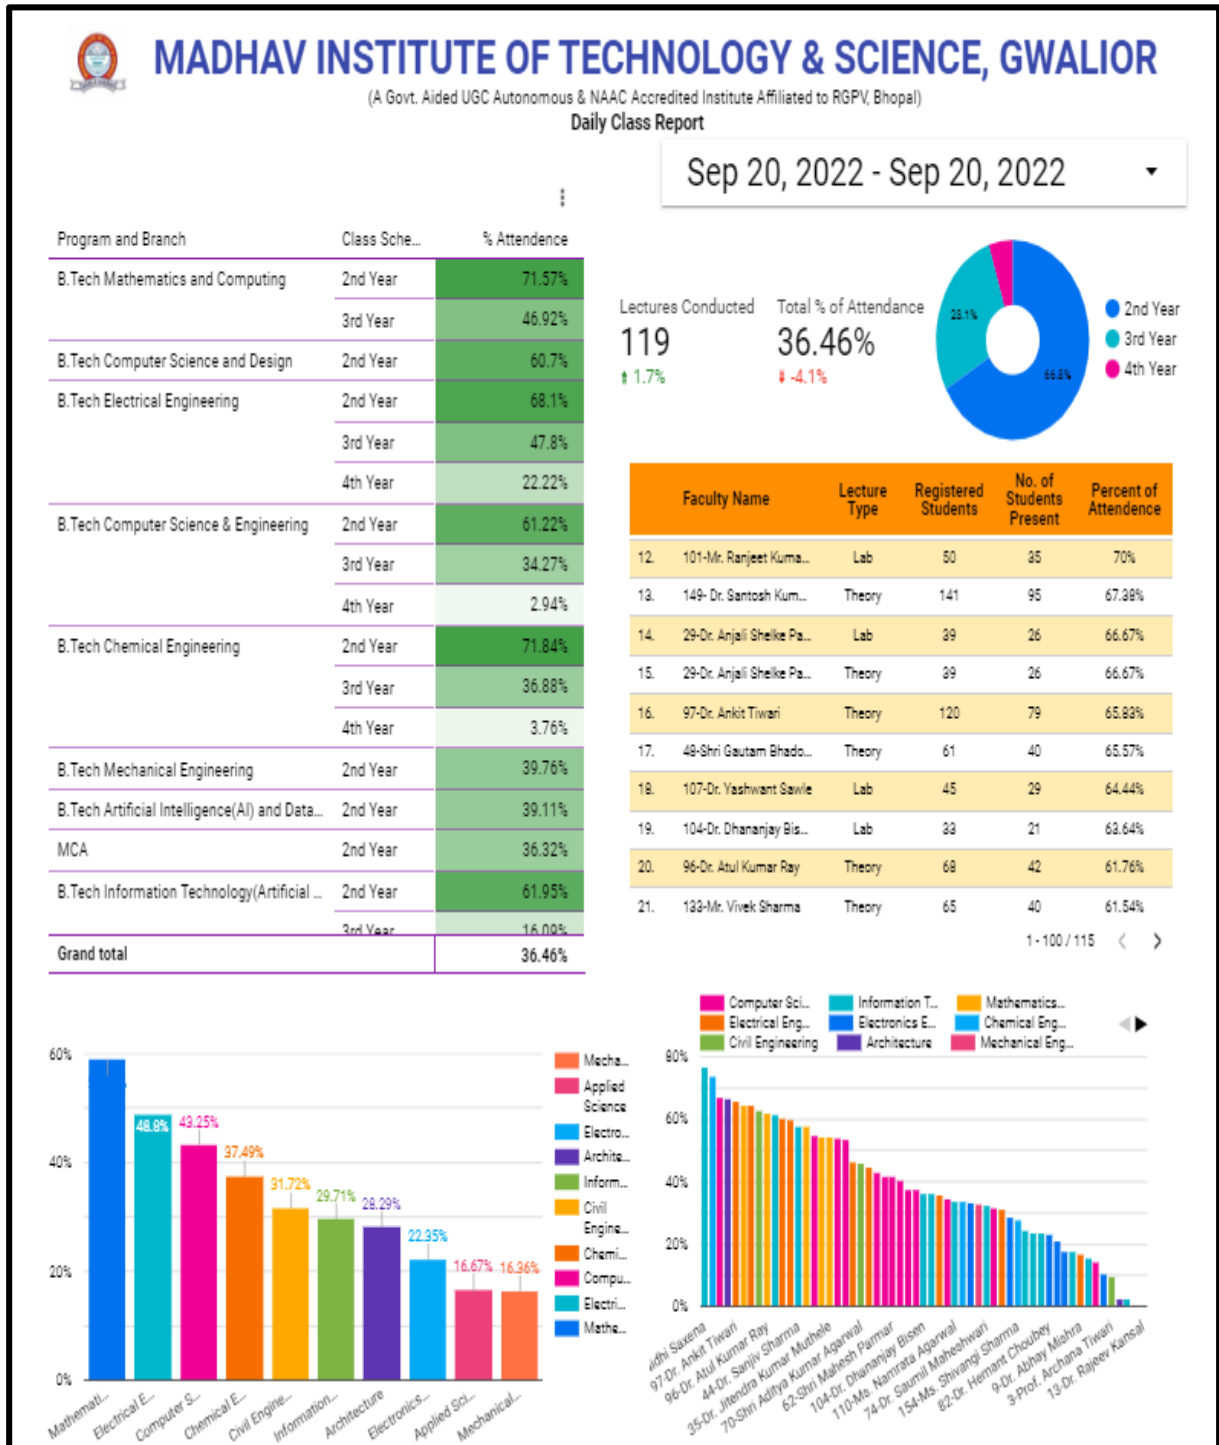 MADHAV INSTITUTE OF TECHNOLOGY & SCIENCE, GWALIOR
(A Govt. Aided UGC Autonomous & NAAC Accredited Institute Affiliated to RGPV, Bhopal)
Daily Class Report
Sep 20, 2022 - Sep 20, 2022
Program and Branch Class Sche... % Attendence
B.Tech Mathematics and Computing 2nd Year 71.57%
3rd Year 46.92%
B.Tech Computer Science and Design 2nd Year 60.7%
B.Tech Electrical Engineering 2nd Year 68.1%
3rd Year 47.8%
4th Year 22.22%
B.Tech Computer Science & Engineering 2nd Year 61.22%
3rd Year 34.27%
4th Year 2.94%
B.Tech Chemical Engineering 2nd Year 71.84%
3rd Year 36.88%
4th Year 3.76%
B.Tech Mechanical Engineering 2nd Year 39.76%
B.Tech Artificial Intelligence(AI) and Data... 2nd Year 39.11%
MCA 2nd Year 36.32%
B.Tech Information Technology(Artificial ... 2nd Year 61.95%
3rd Year 16.09%
Grand total 36.46%
Lectures Conducted
119
1.7%
Total % of Attendance
36.46%
-4.1%
28.1%
66.8%
2nd Year
3rd Year
4th Year
Faculty Name Lecture Type Registered Students No. of Students Present Percent of Attendence
12. 101-Mr. Ranjeet Kuma... Lab 50 35 70%
13. 149- Dr. Santosh Kum... Theory 141 95 67.38%
14. 29-Dr. Anjali Shelke Pa... Lab 39 26 66.67%
15. 29-Dr. Anjali Shelke Pa... Theory 39 26 66.67%
16. 97-Dr. Ankit Tiwari Theory 120 79 65.83%
17. 48-Shri Gautam Bhado... Theory 61 40 65.57%
18. 107-Dr. Yashwant Sawle Lab 45 29 64.44%
19. 104-Dr. Dhananjay Bis... Lab 33 21 63.64%
20. 96-Dr. Atul Kumar Ray Theory 68 42 61.76%
21. 133-Mr. Vivek Sharma Theory 65 40 61.54%
1 - 100 / 115
60%
40%
20%
0%
48.8%
43.25%
37.49%
31.72%
29.71%
28.29%
22.35%
16.67%
16.36%
Mathemati...
Electrical E...
Computer S...
Chemical E...
Civil Engine...
Information...
Architecture
Electronics...
Applied Sci...
Mechanical...
Mecha...
Applied
Science
Electro...
Archite...
Inform...
Civil
Engine...
Chemi...
Compu...
Electri...
Mathe...
Computer Sci... Information T... Mathematics...
Electrical Eng... Electronics E... Chemical Eng...
Civil Engineering Architecture Mechanical Eng...
80%
60%
40%
20%
0%
idhi Saxena
97-Dr. Ankit Tiwari
96-Dr. Atul Kumar Ray
44-Dr. Sanjiv Sharma
35-Dr. Jitendra Kumar Muthele
70-Shri Aditya Kumar Agarwal
62-Shri Mahesh Parmar
104-Dr. Dhananjay Bisen
110-Ms. Namrata Agarwal
74-Dr. Saumil Maheshwari
154-Ms. Shivangi Sharma
82-Dr. Hemant Choubey
9-Dr. Abhay Mishra
3-Prof. Archana Tiwari
13-Dr. Rajeev Kansal